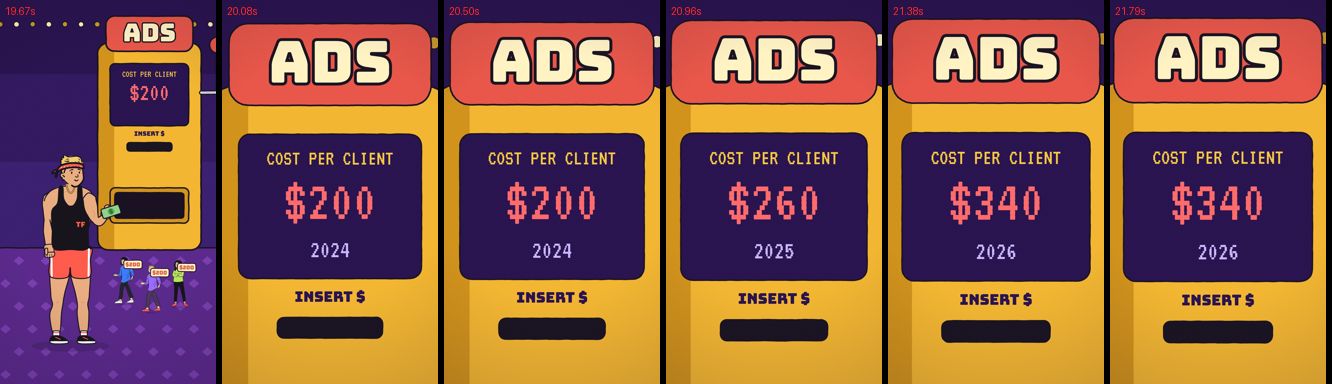 19.67s
ADS
COST PER CLIENT
$200
INSERT $
TF
$200
$200
$200
20.08s
ADS
COST PER CLIENT
$200
2024
INSERT $
20.50s
ADS
COST PER CLIENT
$200
2024
INSERT $
20.96s
ADS
COST PER CLIENT
$260
2025
INSERT $
21.38s
ADS
COST PER CLIENT
$340
2026
INSERT $
21.79s
ADS
COST PER CLIENT
$340
2026
INSERT $